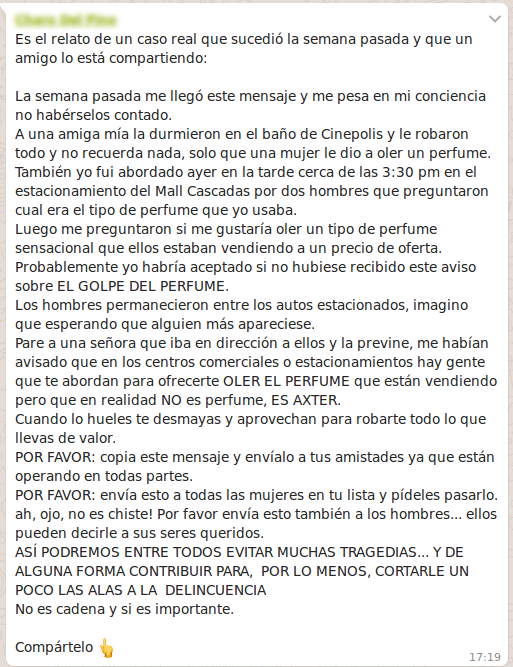 Es el relato de un caso real que sucedió la semana pasada y que un
amigo lo está compartiendo:
La semana pasada me llegó este mensaje y me pesa en mi conciencia
no habérselos contado.
A una amiga mía la durmieron en el baño de Cinepolis y le robaron
todo y no recuerda nada, solo que una mujer le dio a oler un perfume.
También yo fui abordado ayer en la tarde cerca de las 3:30 pm en el
estacionamiento del Mall Cascadas por dos hombres que preguntaron
cual era el tipo de perfume que yo usaba.
Luego me preguntaron si me gustaría oler un tipo de perfume
sensacional que ellos estaban vendiendo a un precio de oferta.
Probablemente yo habría aceptado si no hubiese recibido este aviso
sobre EL GOLPE DEL PERFUME.
Los hombres permanecieron entre los autos estacionados, imagino
que esperando que alguien más apareciese.
Pare a una señora que iba en dirección a ellos y la previne, me habían
avisado que en los centros comerciales o estacionamientos hay gente
que te abordan para ofrecerte OLER EL PERFUME que están vendiendo
pero que en realidad NO es perfume, ES AXTER.
Cuando lo hueles te desmayas y aprovechan para robarte todo lo que
llevas de valor.
POR FAVOR: copia este mensaje y envíalo a tus amistades ya que están
operando en todas partes.
POR FAVOR: envía esto a todas las mujeres en tu lista y pídeles pasarlo.
ah, ojo, no es chiste! Por favor envía esto también a los hombres... ellos
pueden decirle a sus seres queridos.
ASÍ PODREMOS ENTRE TODOS EVITAR MUCHAS TRAGEDIAS... Y DE
ALGUNA FORMA CONTRIBUIR PARA,  POR LO MENOS, CORTARLE UN
POCO LAS ALAS A LA  DELINCUENCIA
No es cadena y si es importante.
Compártelo 👆
17:19